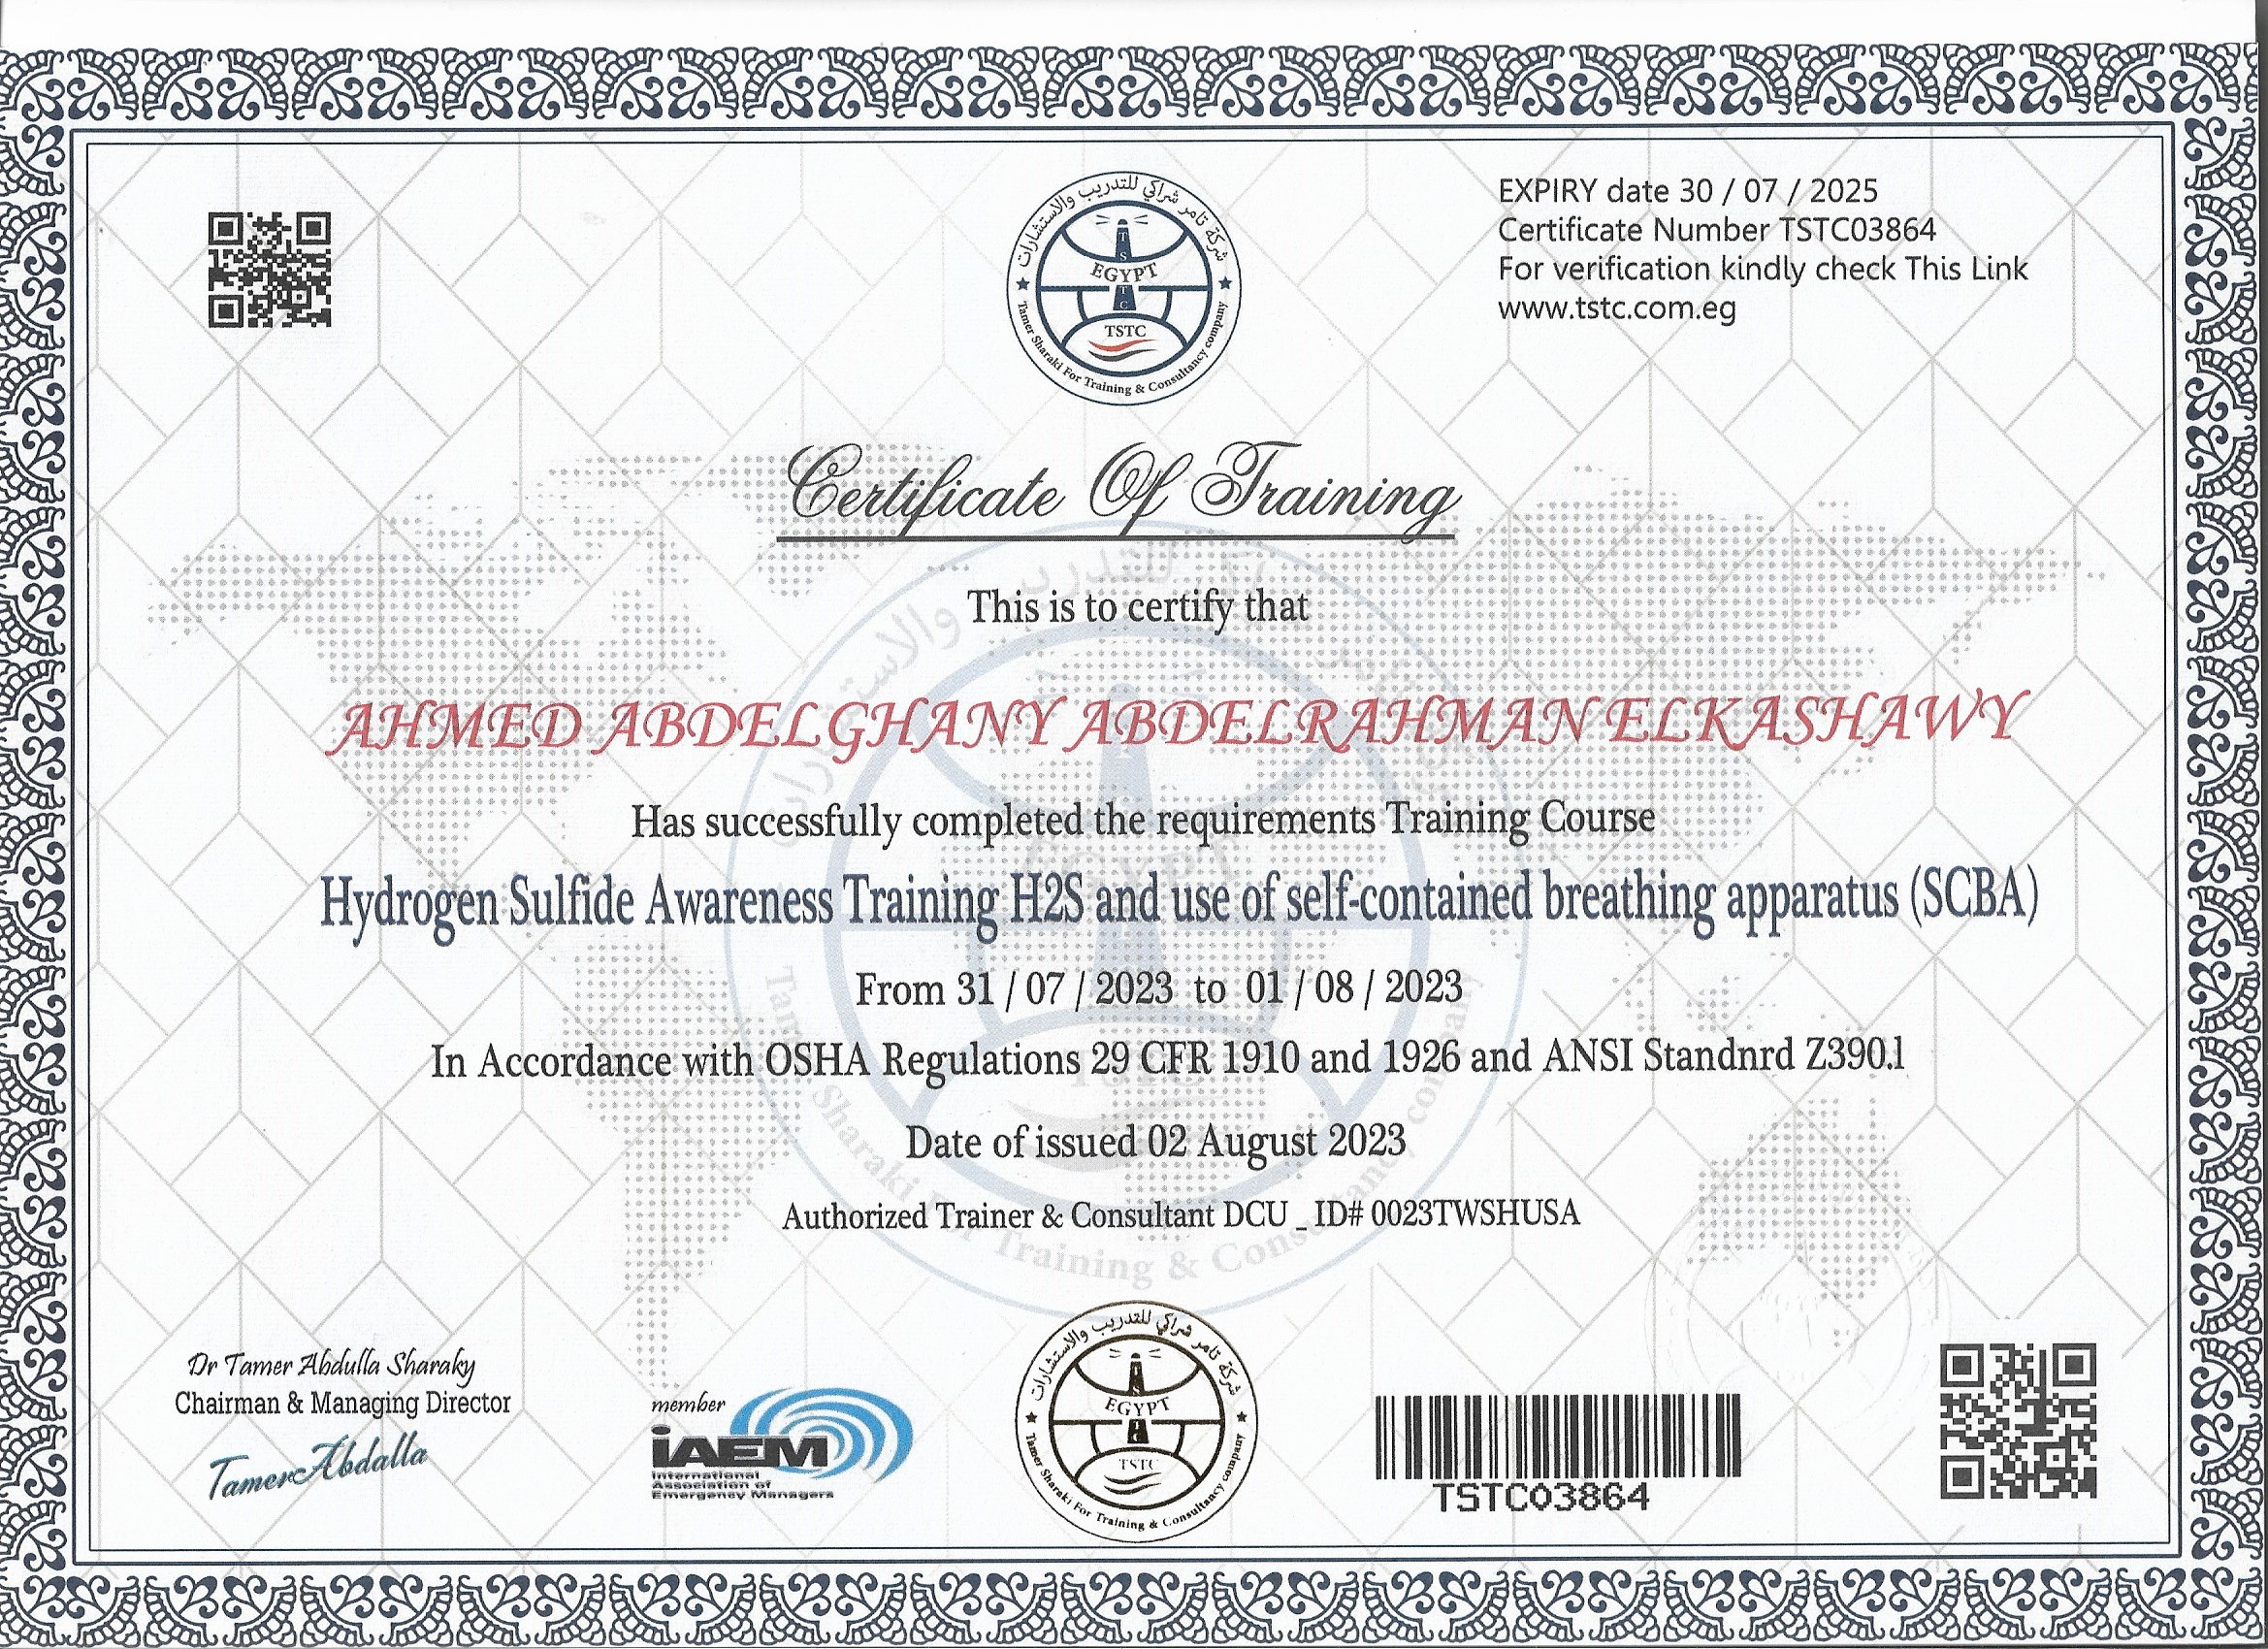 EXPIRY date 30 / 07 / 2025
Certificate Number TSTC03864
For verification kindly check This Link
www.tstc.com.eg
شركة تامر شراكي للتدريب والاستشارات
TSTC
EGYPT
TSTC
Tamer Sharaki For Training & Consultancy company
Certificate Of Training
This is to certify that
AHMED ABDELGHANY ABDELRAHMAN ELKASHAWY
Has successfully completed the requirements Training Course
Hydrogen Sulfide Awareness Training H2S and use of self-contained breathing apparatus (SCBA)
From 31 / 07 / 2023 to 01 / 08 / 2023
In Accordance with OSHA Regulations 29 CFR 1910 and 1926 and ANSI Standnrd Z390.1
Date of issued 02 August 2023
Authorized Trainer & Consultant DCU _ ID# 0023TWSHUSA
Dr Tamer Abdulla Sharaky
Chairman & Managing Director
Tamer Abdalla
member
iAEM
International
Association of
Emergency Managers
شركة تامر شراكي للتدريب والاستشارات
EGYPT
TSTC
Tamer Sharaki For Training & Consultancy company
TSTC03864